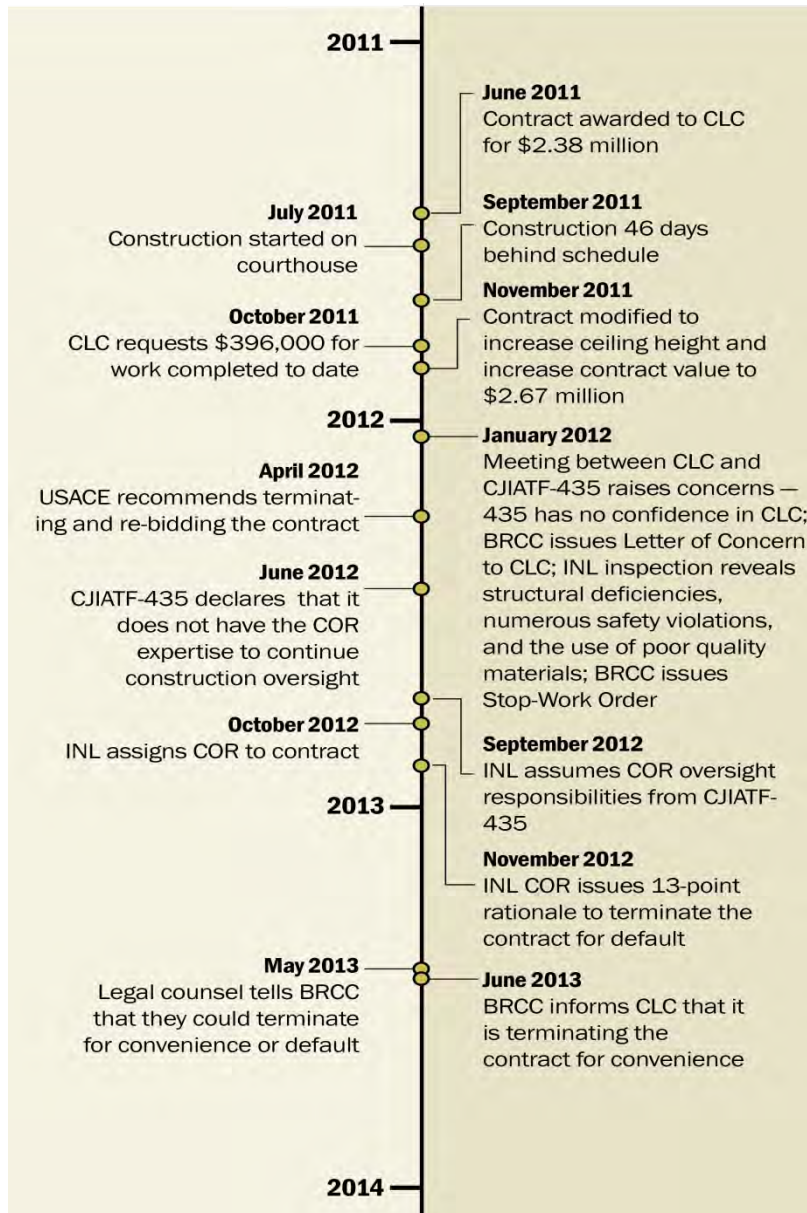 2011
June 2011
Contract awarded to CLC
for $2.38 million
July 2011
Construction started on
courthouse
September 2011
Construction 46 days
behind schedule
October 2011
CLC requests $396,000 for
work completed to date
November 2011
Contract modified to
increase ceiling height and
increase contract value to
$2.67 million
2012
January 2012
Meeting between CLC and
CJIATF-435 raises concerns —
435 has no confidence in CLC;
BRCC issues Letter of Concern
to CLC; INL inspection reveals
structural deficiencies,
numerous safety violations,
and the use of poor quality
materials; BRCC issues
Stop-Work Order
April 2012
USACE recommends terminat-
ing and re-bidding the contract
June 2012
CJIATF-435 declares that it
does not have the COR
expertise to continue
construction oversight
September 2012
INL assumes COR oversight
responsibilities from CJIATF-
435
October 2012
INL assigns COR to contract
November 2012
INL COR issues 13-point
rationale to terminate the
contract for default
2013
May 2013
Legal counsel tells BRCC
that they could terminate
for convenience or default
June 2013
BRCC informs CLC that it
is terminating the
contract for convenience
2014